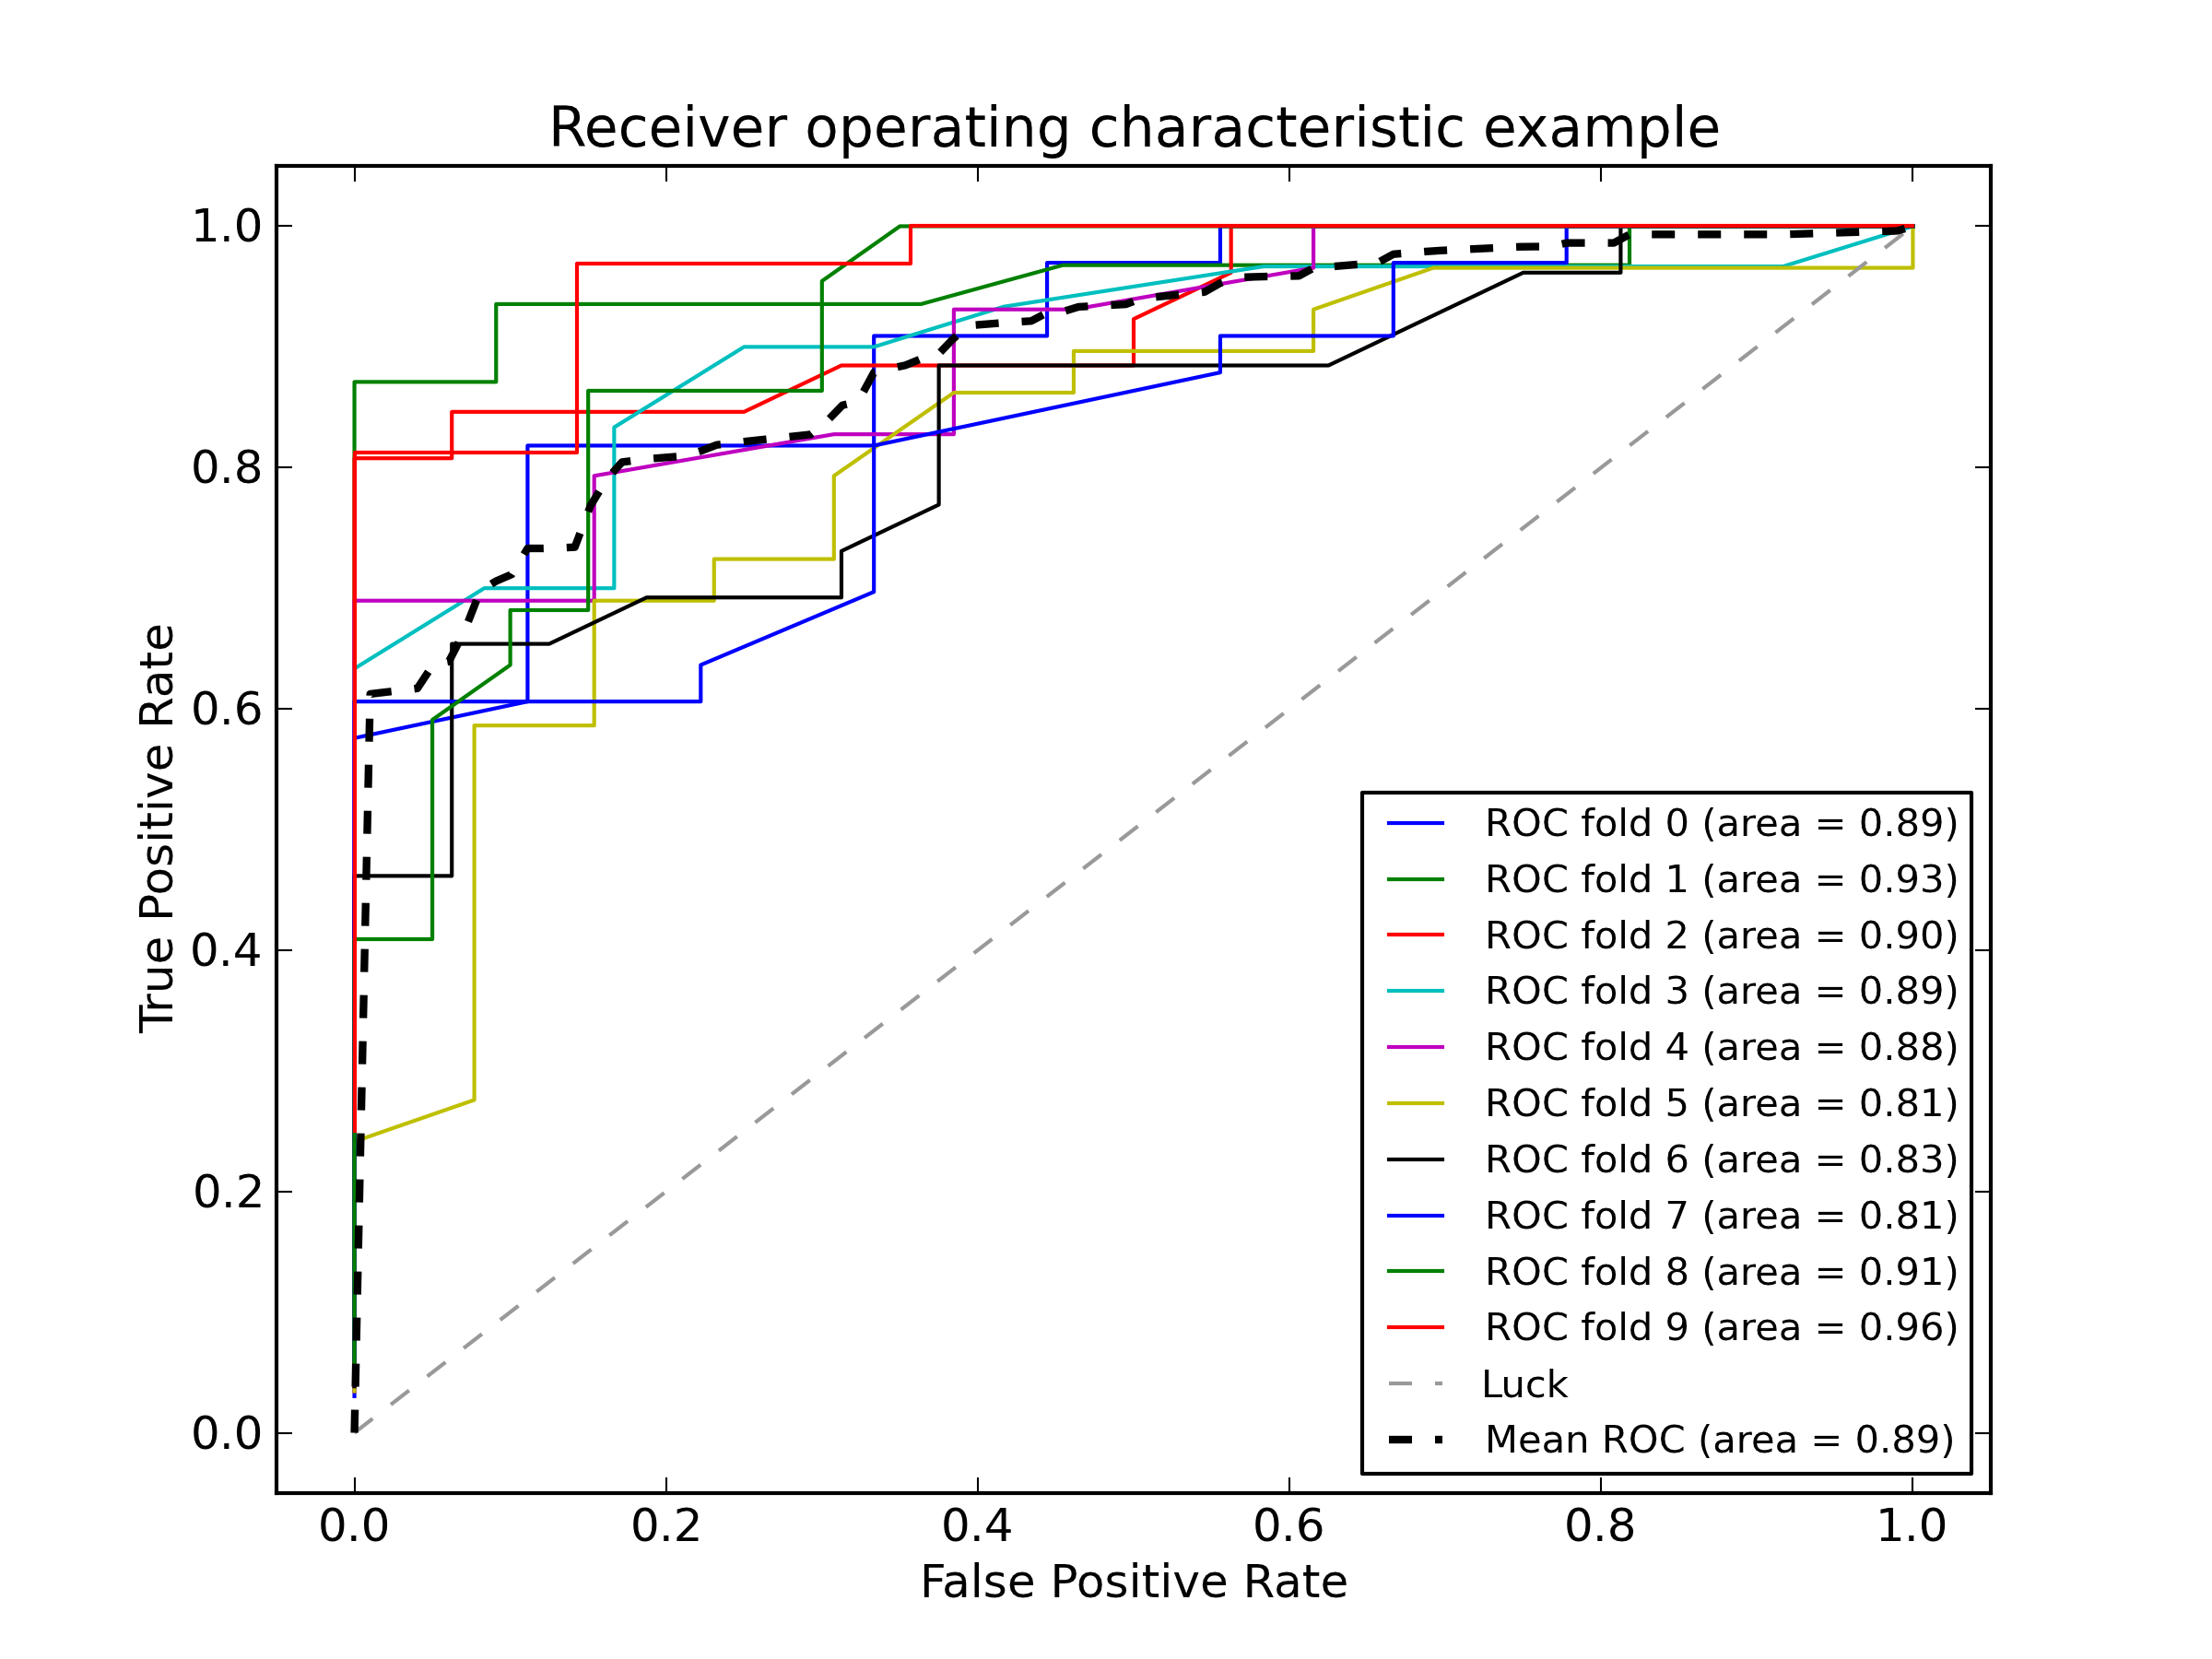 Receiver operating characteristic example
1.0
0.8
0.6
0.4
0.2
0.0
True Positive Rate
ROC fold 0 (area = 0.89)
ROC fold 1 (area = 0.93)
ROC fold 2 (area = 0.90)
ROC fold 3 (area = 0.89)
ROC fold 4 (area = 0.88)
ROC fold 5 (area = 0.81)
ROC fold 6 (area = 0.83)
ROC fold 7 (area = 0.81)
ROC fold 8 (area = 0.91)
ROC fold 9 (area = 0.96)
Luck
Mean ROC (area = 0.89)
0.0 0.2 0.4 0.6 0.8 1.0
False Positive Rate